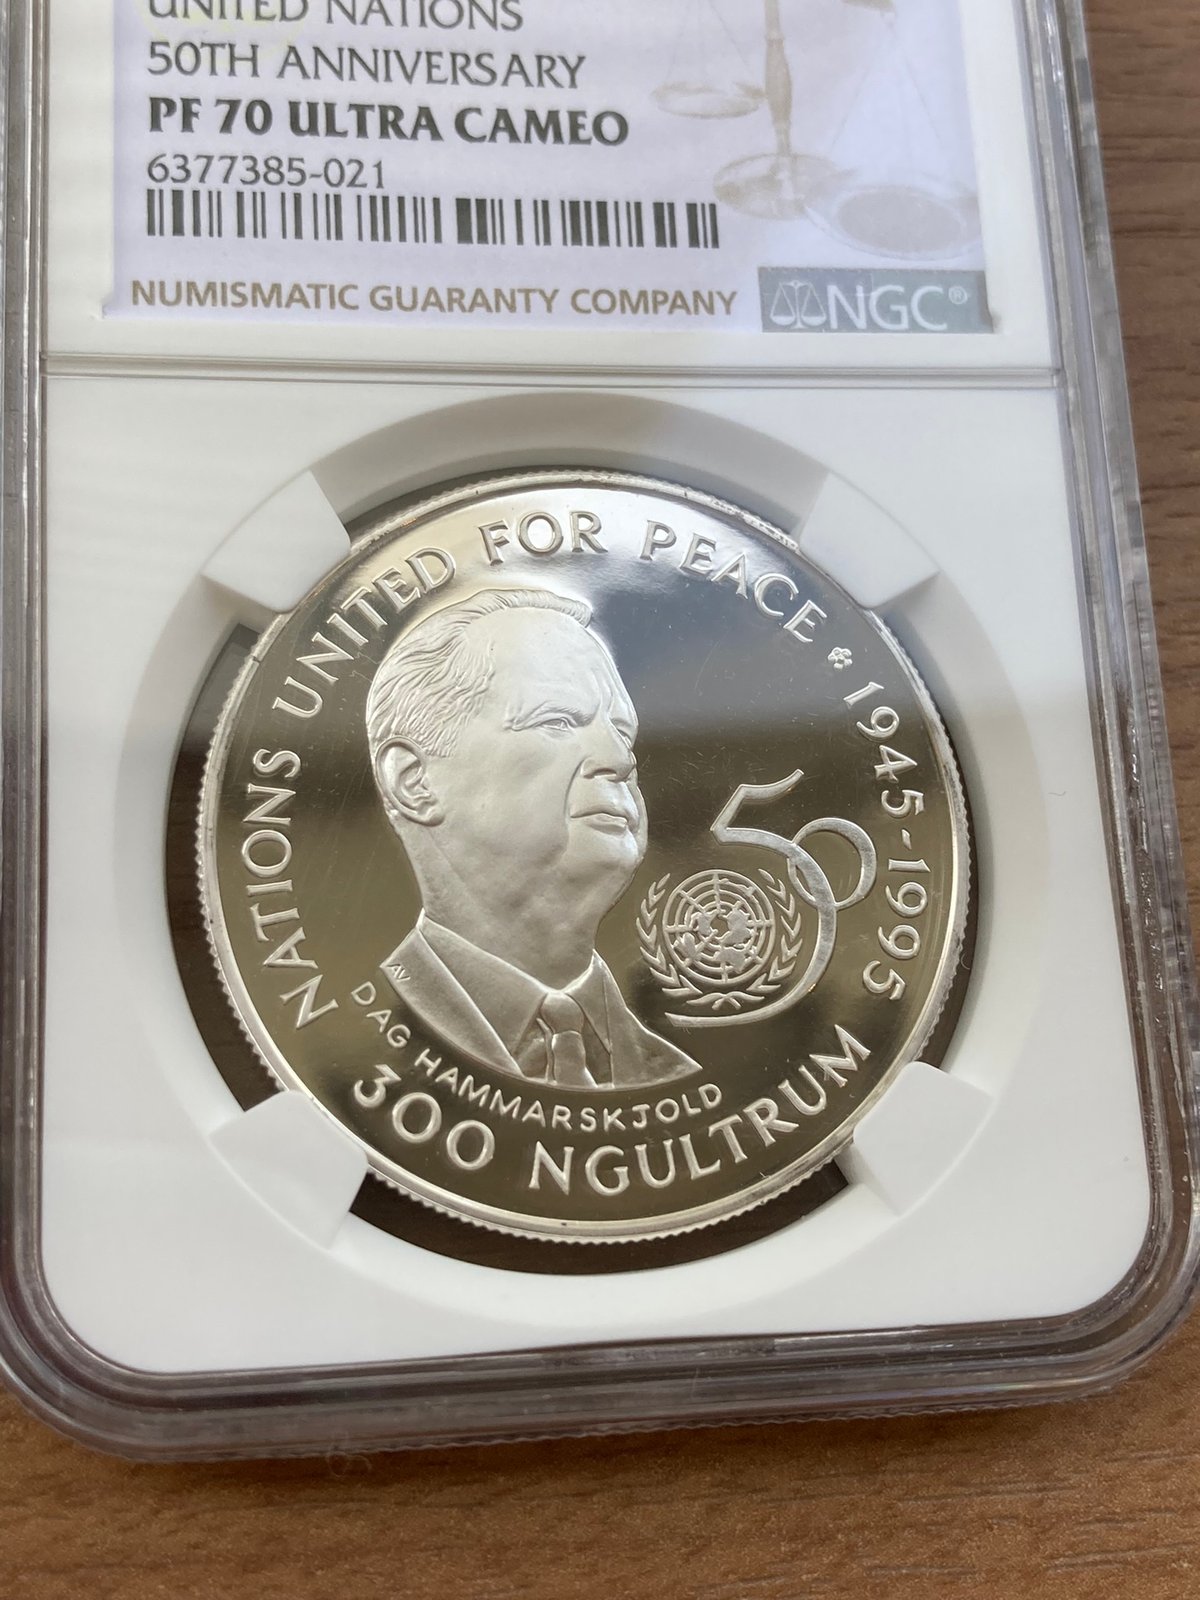 UNITED NATIONS
50TH ANNIVERSARY
PF 70 ULTRA CAMEO
6377385-021
NUMISMATIC GUARANTY COMPANY
NGC®
NATIONS UNITED FOR PEACE 1945-1995
50
AV
DAG HAMMARSKJOLD
300 NGULTRUM